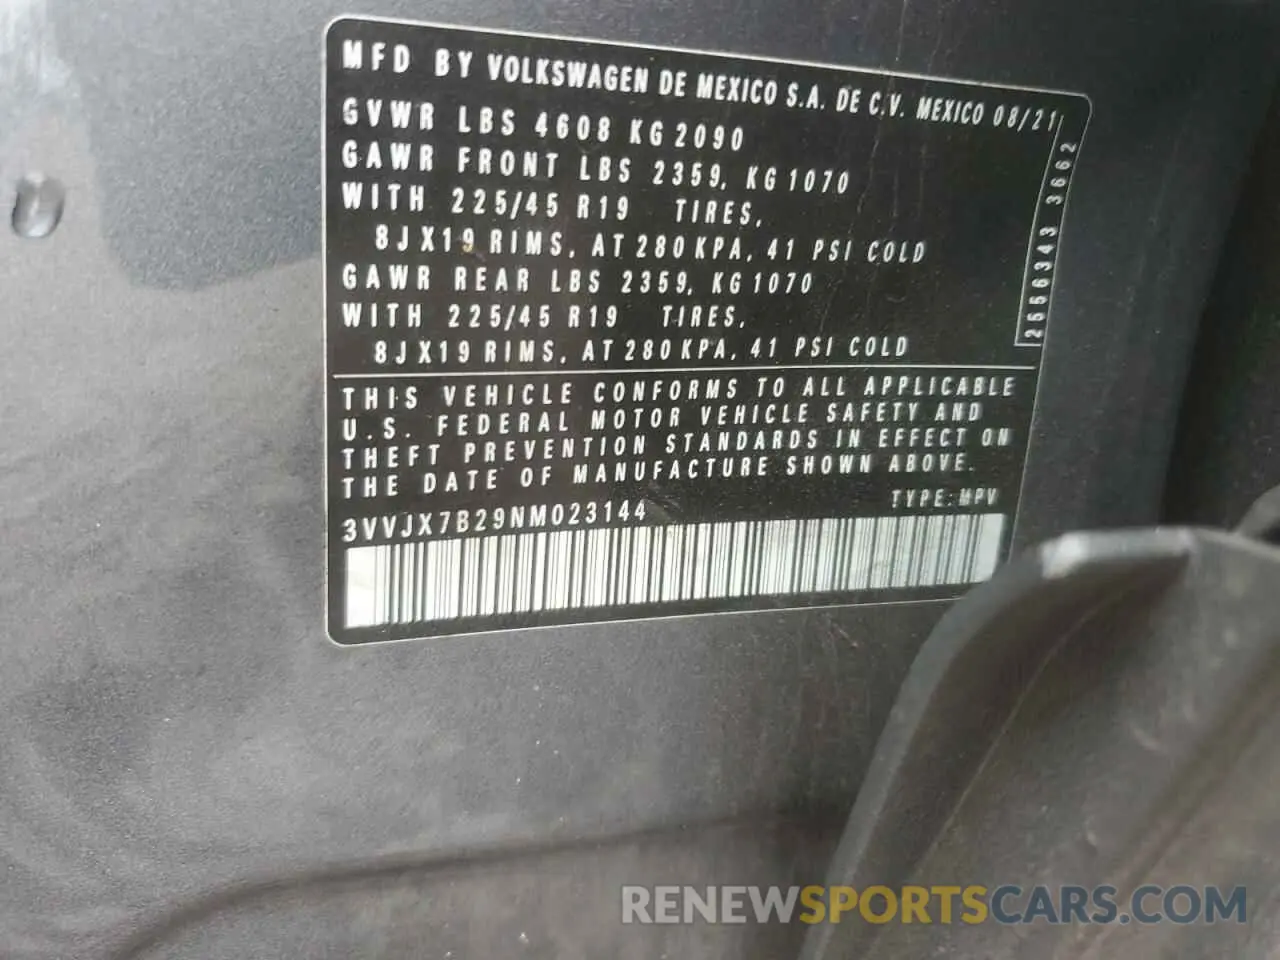 MFD BY VOLKSWAGEN DE MEXICO S.A. DE C.V. MEXICO 08/21
GVWR LBS 4608 KG 2090
GAWR FRONT LBS 2359, KG 1070
WITH 225/45 R19 TIRES,
8J X19 RIMS, AT 280 KPA, 41 PSI COLD
GAWR REAR LBS 2359, KG 1070
WITH 225/45 R19 TIRES,
8J X19 RIMS, AT 280 KPA, 41 PSI COLD
2556343 3662
THIS VEHICLE CONFORMS TO ALL APPLICABLE
U.S. FEDERAL MOTOR VEHICLE SAFETY AND
THEFT PREVENTION STANDARDS IN EFFECT ON
THE DATE OF MANUFACTURE SHOWN ABOVE.
3VVJX7B29NM023144 TYPE: MPV
RENEWSPORTSCARS.COM